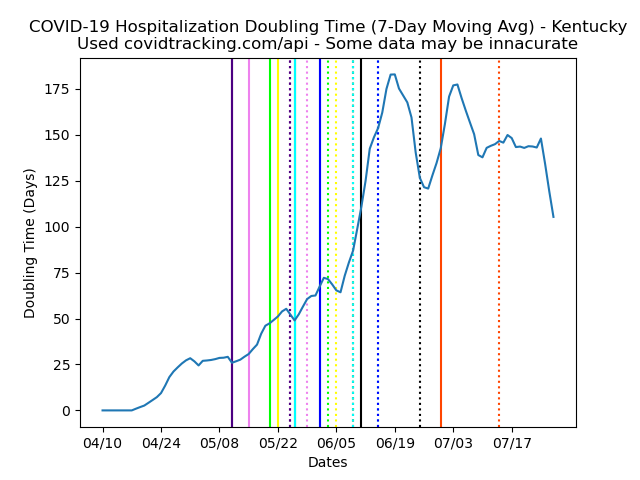 COVID-19 Hospitalization Doubling Time (7-Day Moving Avg) - Kentucky
Used covidtracking.com/api - Some data may be innacurate
175
150
125
100
75
50
25
0
Doubling Time (Days)
04/10 04/24 05/08 05/22 06/05 06/19 07/03 07/17
Dates